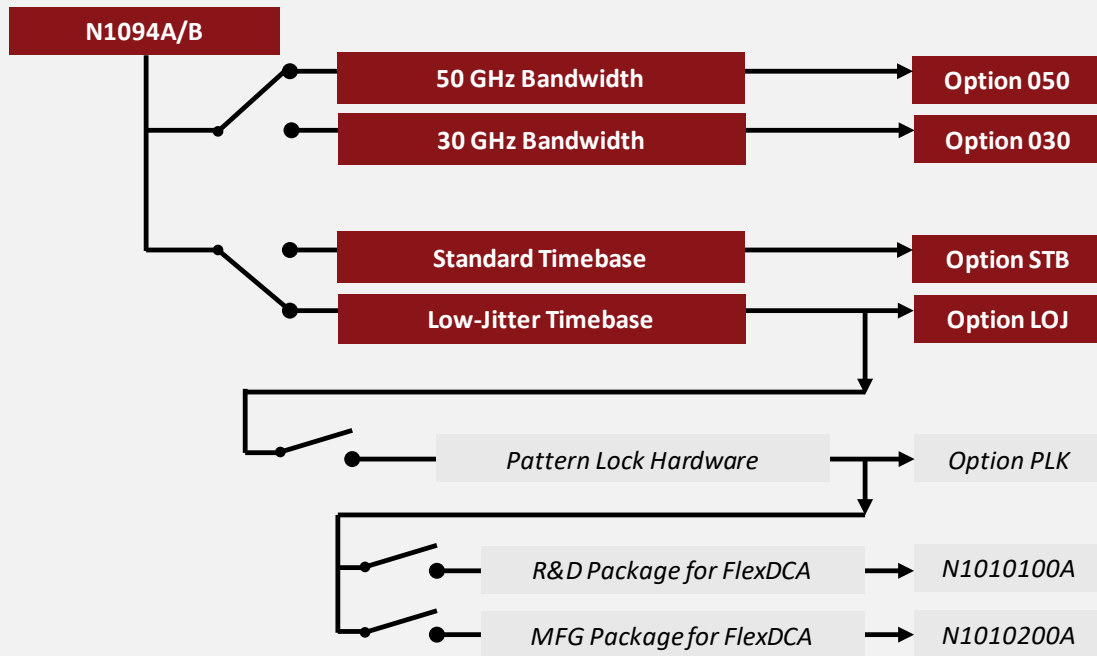 N1094A/B
50 GHz Bandwidth
Option 050
30 GHz Bandwidth
Option 030
Standard Timebase
Option STB
Low-Jitter Timebase
Option LOJ
Pattern Lock Hardware
Option PLK
R&D Package for FlexDCA
N1010100A
MFG Package for FlexDCA
N1010200A